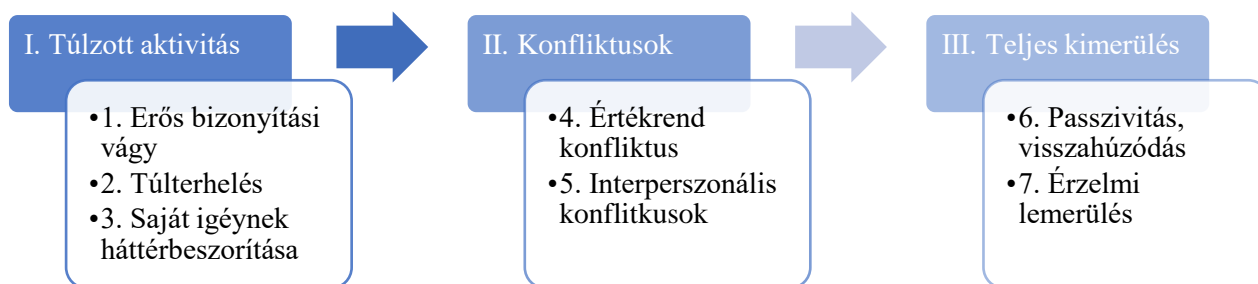 I. Túlzott aktivitás
•1. Erős bizonyítási
vágy
•2. Túlterhelés
•3. Saját igéynek
háttérbeszorítása
II. Konfliktusok
•4. Értékrend
konfliktus
•5. Interperszonális
konflitkusok
III. Teljes kimerülés
•6. Passzivitás,
visszahúzódás
•7. Érzelmi
lemerülés